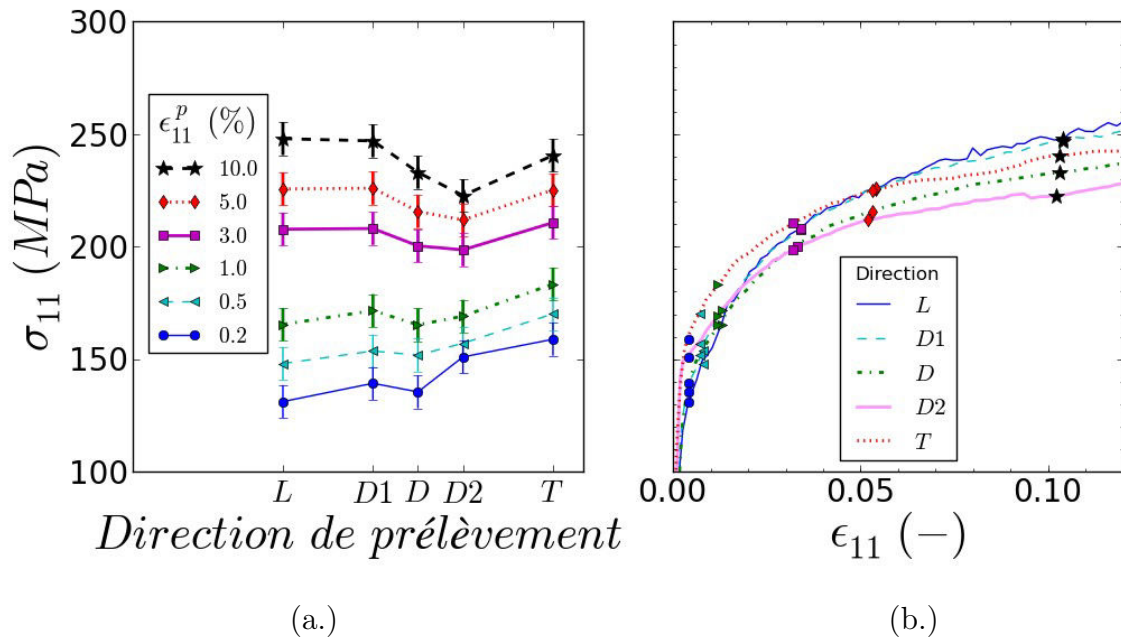 300
250
200
150
100
σ₁₁ (MPa)
ϵ₁₁ᵖ (%)
10.0
5.0
3.0
1.0
0.5
0.2
L D1 D D2 T
Direction de prélèvement
(a.)
Direction
L
D1
D
D2
T
0.00 0.05 0.10
ϵ₁₁ (−)
(b.)